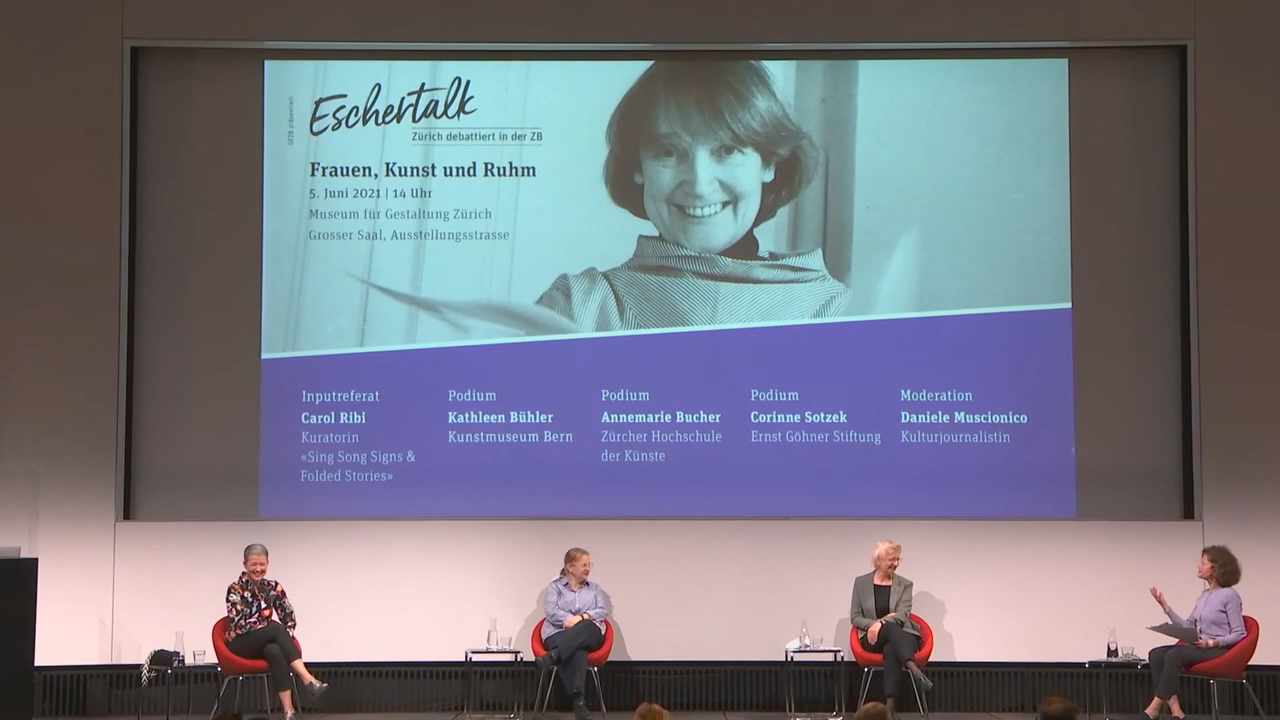 GFZB präsentiert
Eschertalk
Zürich debattiert in der ZB
Frauen, Kunst und Ruhm
5. Juni 2021 | 14 Uhr
Museum für Gestaltung Zürich
Grosser Saal, Ausstellungsstrasse
Inputreferat
Carol Ribi
Kuratorin
«Sing Song Signs &
Folded Stories»
Podium
Kathleen Bühler
Kunstmuseum Bern
Podium
Annemarie Bucher
Zürcher Hochschule
der Künste
Podium
Corinne Sotzek
Ernst Göhner Stiftung
Moderation
Daniele Muscionico
Kulturjournalistin